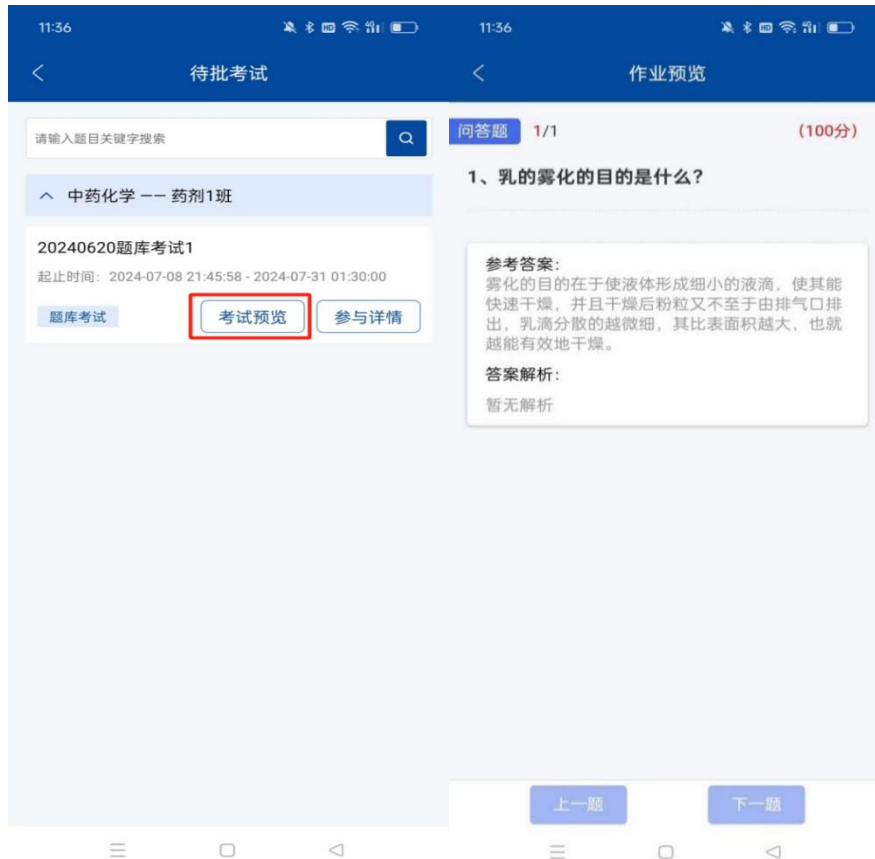 11:36
待批考试
请输入题目关键字搜索
中药化学 —— 药剂1班
20240620题库考试1
起止时间：2024-07-08 21:45:58 - 2024-07-31 01:30:00
题库考试
考试预览
参与详情
11:36
作业预览
问答题 1/1 (100分)
1、乳的雾化的目的是什么？
参考答案:
雾化的目的在于使液体形成细小的液滴，使其能
快速干燥，并且干燥后粉粒又不至于由排气口排
出，乳滴分散的越微细，其比表面积越大，也就
越能有效地干燥。
答案解析:
暂无解析
上一题
下一题